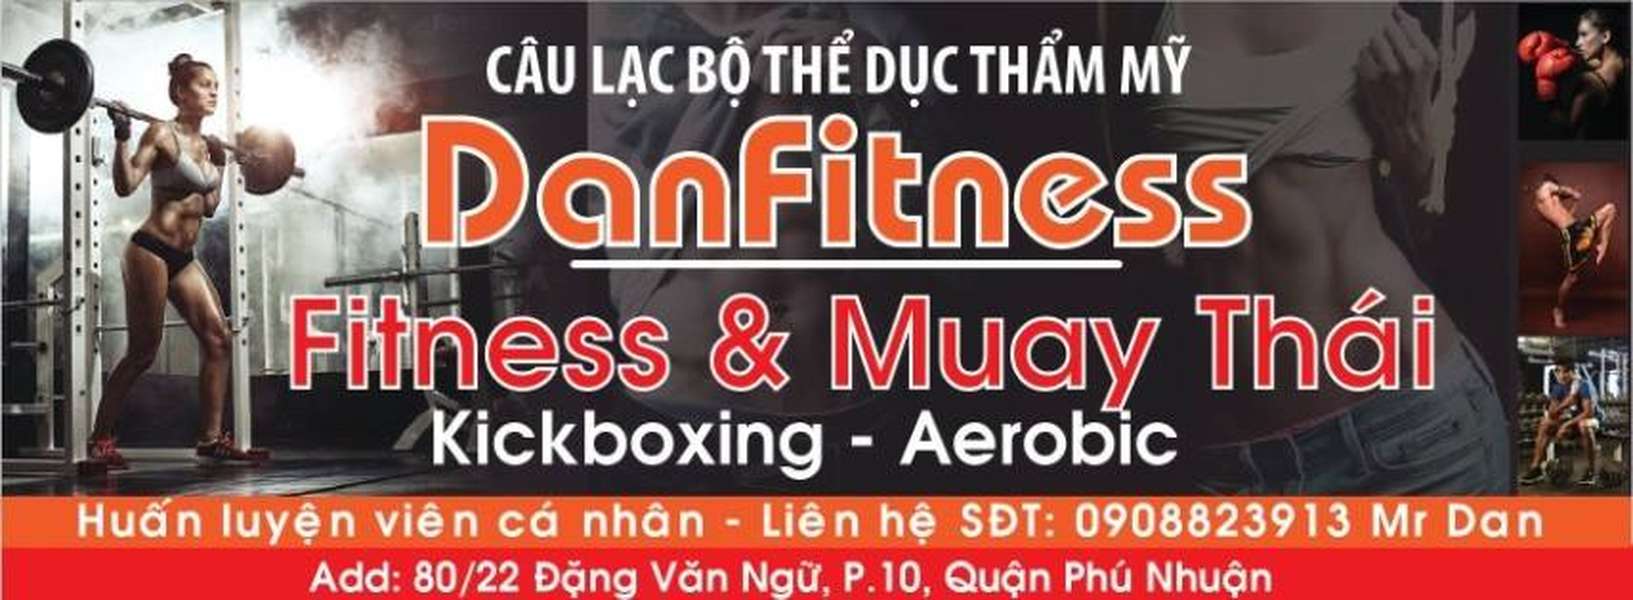 CÂU LẠC BỘ THỂ DỤC THẨM MỸ
DanFitness
Fitness & Muay Thái
Kickboxing - Aerobic
Huấn luyện viên cá nhân - Liên hệ SĐT: 0908823913 Mr Dan
Add: 80/22 Đặng Văn Ngữ, P.10, Quận Phú Nhuận